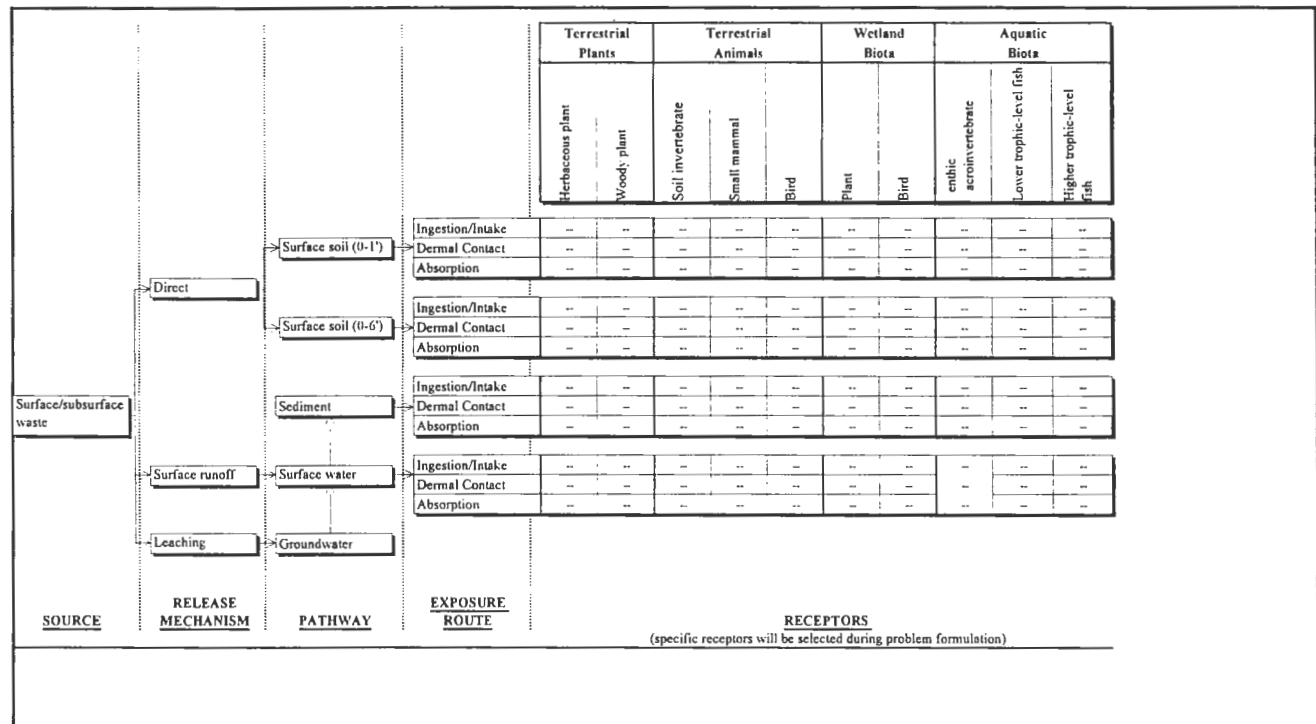 Terrestrial Plants
Terrestrial Animals
Wetland Biota
Aquatic Biota
Herbaceous plant
Woody plant
Soil invertebrate
Small mammal
Bird
Plant
Bird
enthic
acroinvertebrate
Lower trophic-level fish
Higher trophic-level
fish
Surface soil (0-1')
Ingestion/Intake -- -- -- -- -- -- -- -- -- --
Dermal Contact -- -- -- -- -- -- -- -- -- --
Absorption -- -- -- -- -- -- -- -- -- --
Direct
Surface soil (0-6')
Ingestion/Intake -- -- -- -- -- -- -- -- -- --
Dermal Contact -- -- -- -- -- -- -- -- -- --
Absorption -- -- -- -- -- -- -- -- -- --
Surface/subsurface
waste
Sediment
Ingestion/Intake -- -- -- -- -- -- -- -- -- --
Dermal Contact -- -- -- -- -- -- -- -- -- --
Absorption -- -- -- -- -- -- -- -- -- --
Surface runoff
Surface water
Ingestion/Intake -- -- -- -- -- -- -- -- -- --
Dermal Contact -- -- -- -- -- -- -- -- -- --
Absorption -- -- -- -- -- -- -- -- --
Leaching
Groundwater
SOURCE
RELEASE
MECHANISM
PATHWAY
EXPOSURE
ROUTE
RECEPTORS
(specific receptors will be selected during problem formulation)